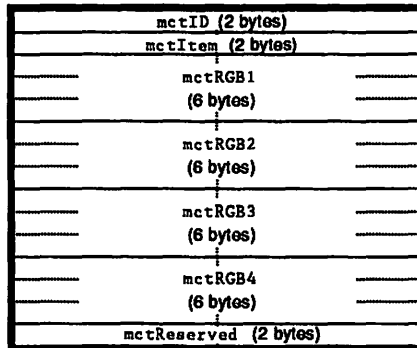 mctID (2 bytes)
mctItem (2 bytes)
mctRGB1
(6 bytes)
mctRGB2
(6 bytes)
mctRGB3
(6 bytes)
mctRGB4
(6 bytes)
mctReserved (2 bytes)